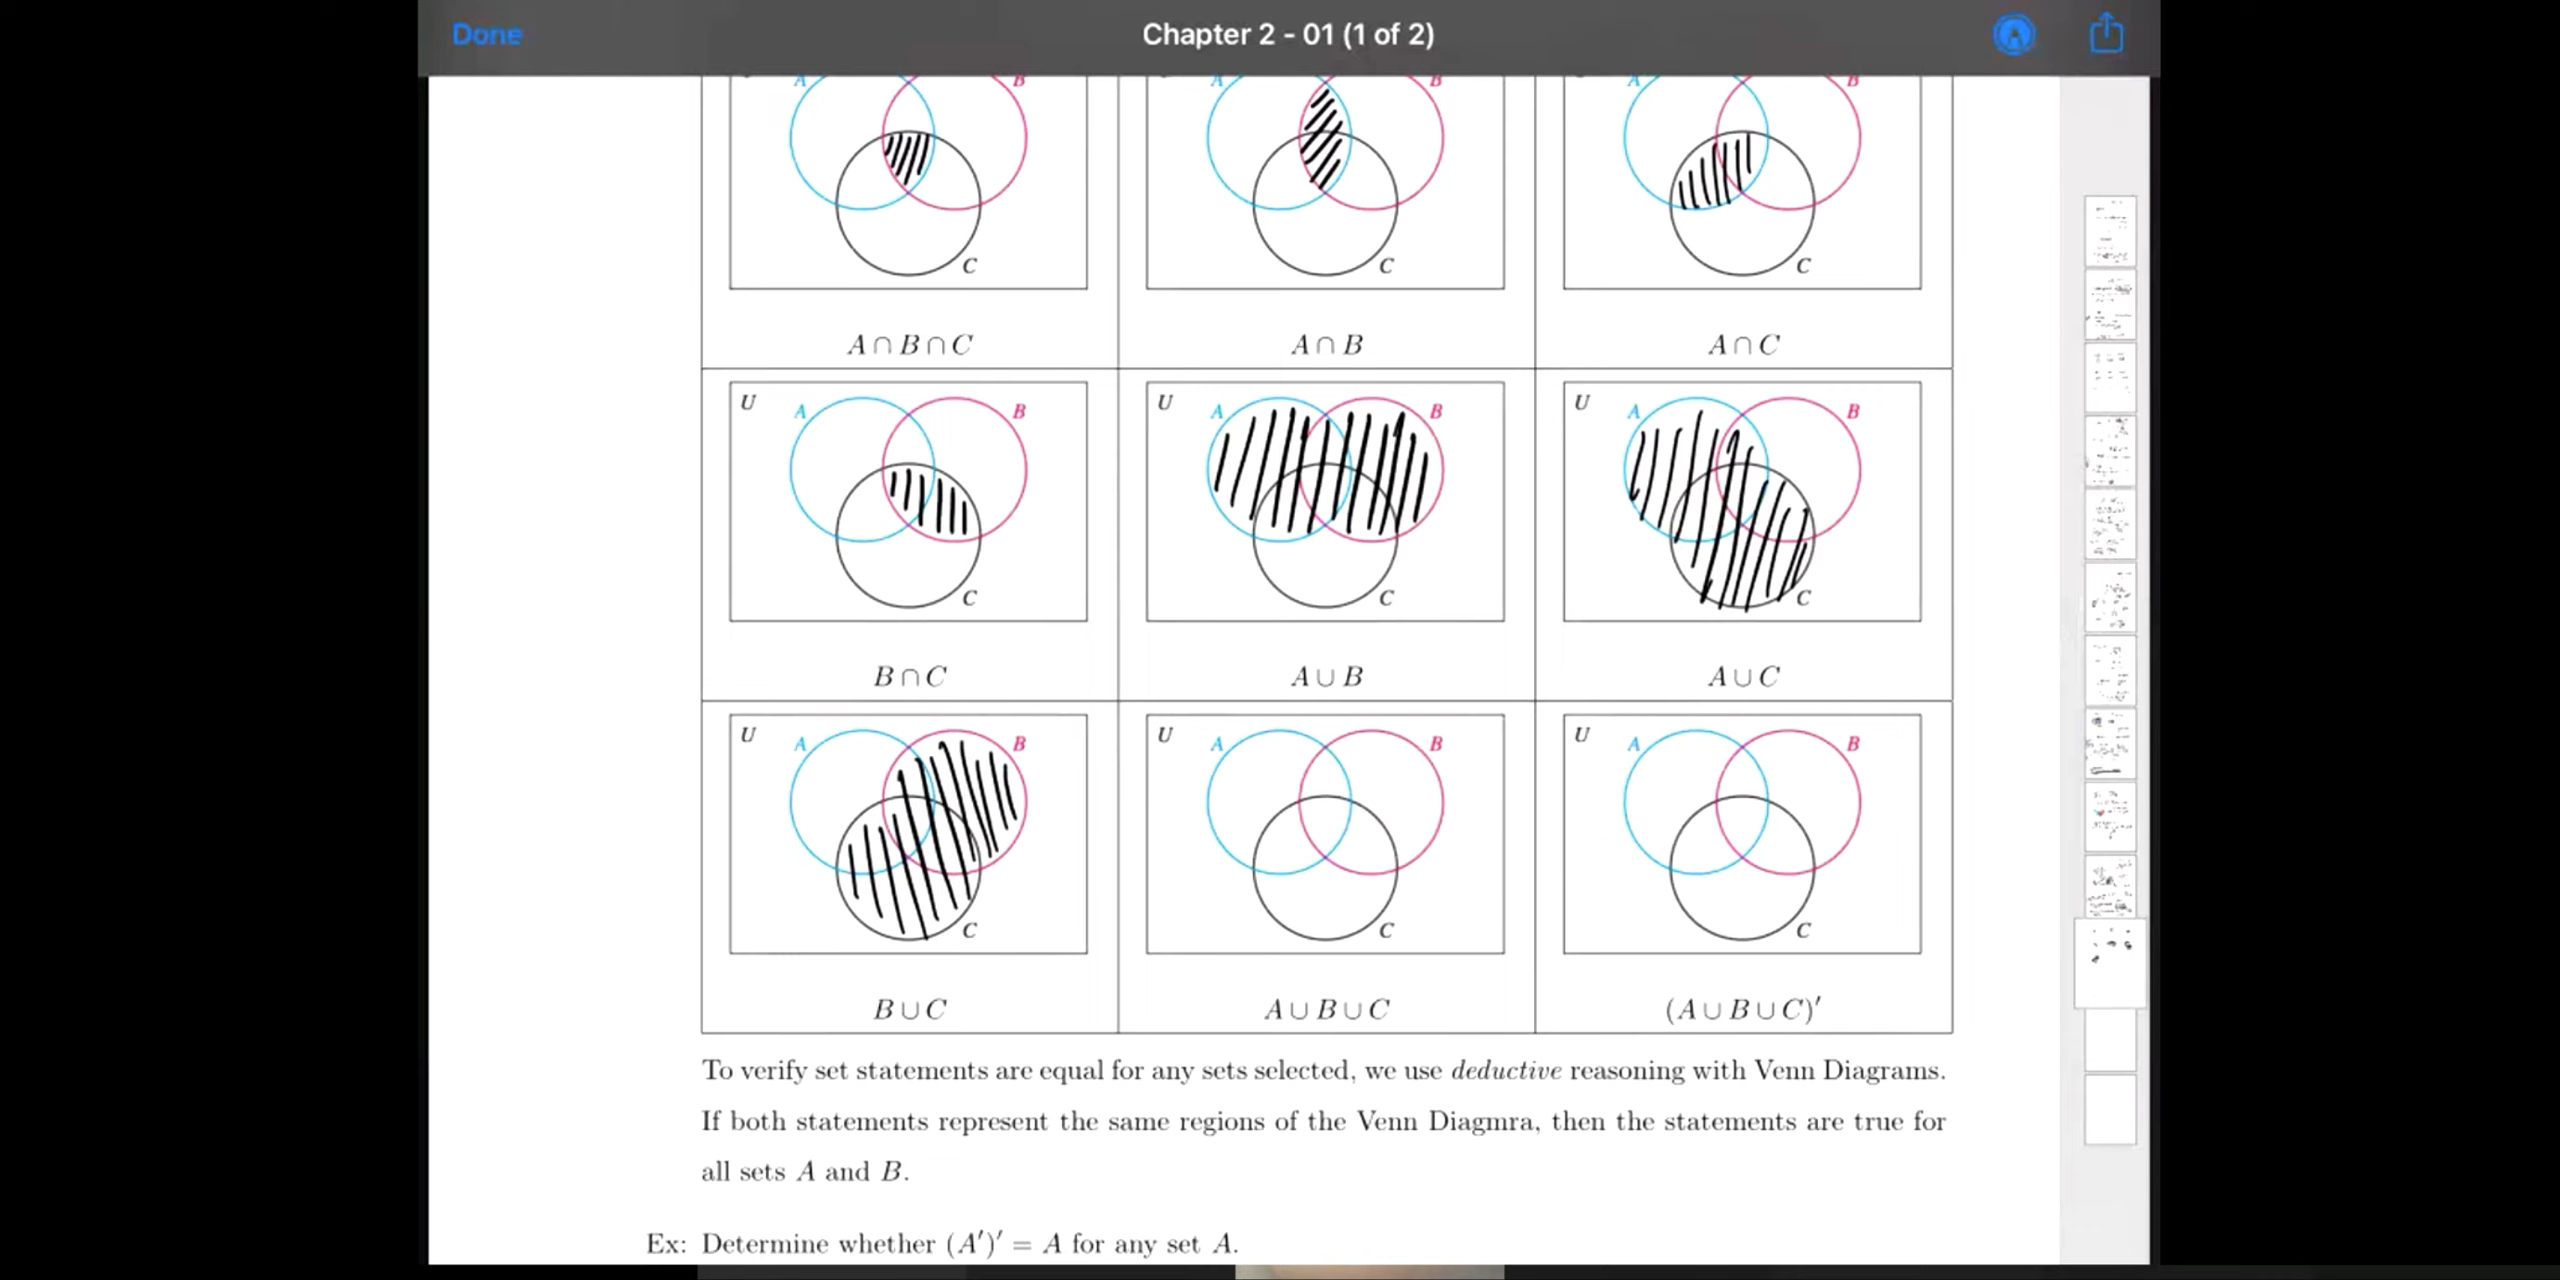 Done
Chapter 2 - 01 (1 of 2)
A B A B A B
C C C
A ∩ B ∩ C A ∩ B A ∩ C
U A B U A B U A B
C C C
B ∩ C A ∪ B A ∪ C
U A B U A B U A B
C C C
B ∪ C A ∪ B ∪ C (A ∪ B ∪ C)′
To verify set statements are equal for any sets selected, we use deductive reasoning with Venn Diagrams.
If both statements represent the same regions of the Venn Diagmra, then the statements are true for
all sets A and B.
Ex: Determine whether (A′)′ = A for any set A.